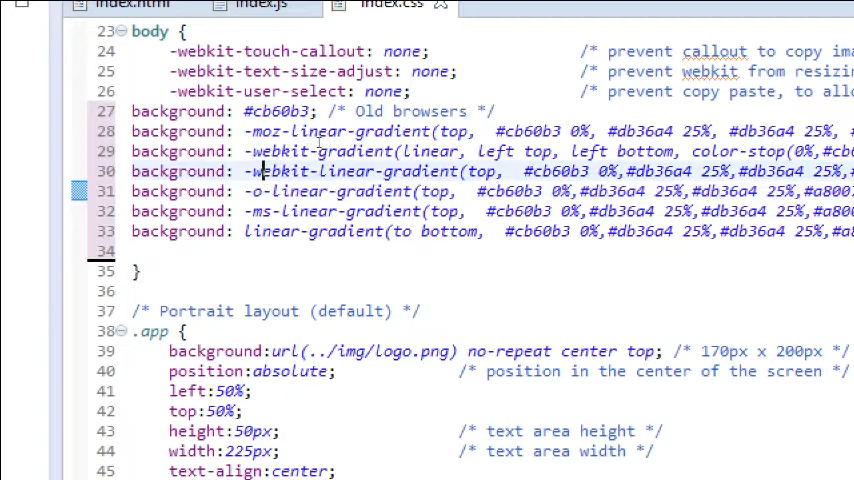 index.html index.js index.css
23 body {
24 -webkit-touch-callout: none; /* prevent callout to copy ima
25 -webkit-text-size-adjust: none; /* prevent webkit from resizin
26 -webkit-user-select: none; /* prevent copy paste, to allo
27 background: #cb60b3; /* Old browsers */
28 background: -moz-linear-gradient(top, #cb60b3 0%, #db36a4 25%, #db36a4 25%,
29 background: -webkit-gradient(linear, left top, left bottom, color-stop(0%,#cb6
30 background: -webkit-linear-gradient(top, #cb60b3 0%,#db36a4 25%,#db36a4 25%,#
31 background: -o-linear-gradient(top, #cb60b3 0%,#db36a4 25%,#db36a4 25%,#a8007
32 background: -ms-linear-gradient(top, #cb60b3 0%,#db36a4 25%,#db36a4 25%,#a800
33 background: linear-gradient(to bottom, #cb60b3 0%,#db36a4 25%,#db36a4 25%,#a8
34
35 }
36
37 /* Portrait layout (default) */
38 .app {
39 background:url(../img/logo.png) no-repeat center top; /* 170px x 200px */
40 position:absolute; /* position in the center of the screen */
41 left:50%;
42 top:50%;
43 height:50px; /* text area height */
44 width:225px; /* text area width */
45 text-align:center;